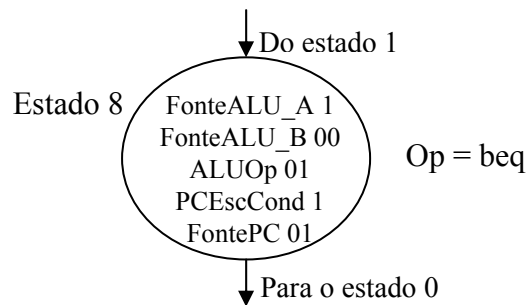 Do estado 1
Estado 8
FonteALU_A 1
FonteALU_B 00
ALUOp 01
PCEscCond 1
FontePC 01
Op = beq
Para o estado 0